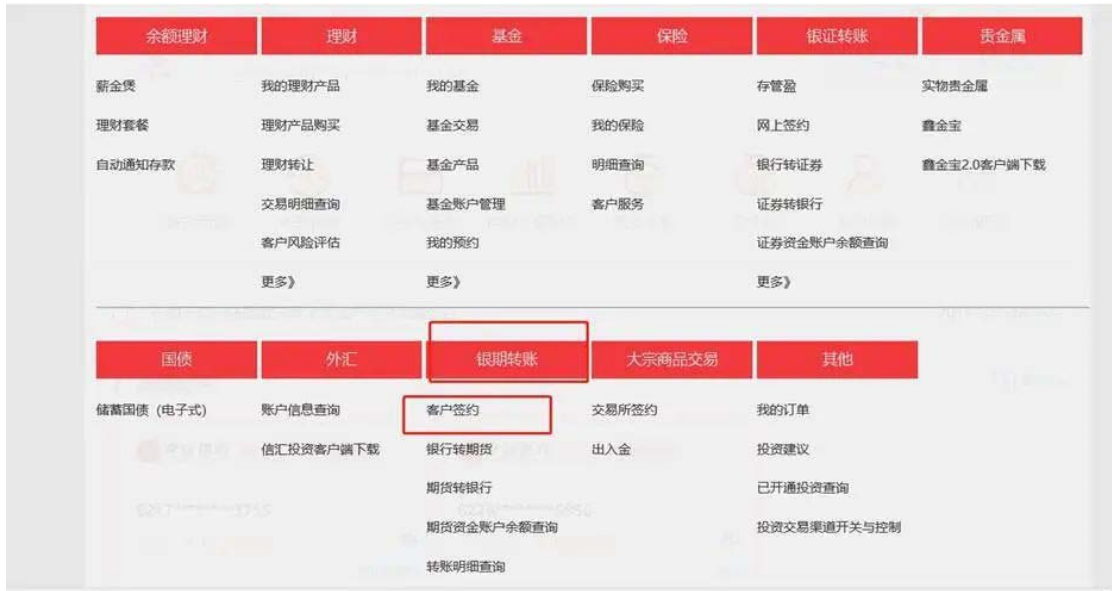 余额理财 理财 基金 保险 银证转账 贵金属
薪金煲 我的理财产品 我的基金 保险购买 存管盈 实物贵金属
理财套餐 理财产品购买 基金交易 我的保险 网上签约 鑫金宝
自动通知存款 理财转让 基金产品 明细查询 银行转证券 鑫金宝2.0客户端下载
交易明细查询 基金账户管理 客户服务 证券转银行
客户风险评估 我的预约 证券资金账户余额查询
更多》 更多》 更多》
国债 外汇 银期转账 大宗商品交易 其他
储蓄国债（电子式） 账户信息查询 客户签约 交易所签约 我的订单
信汇投资客户端下载 银行转期货 出入金 投资建议
期货转银行 已开通投资查询
期货资金账户余额查询 投资交易渠道开关与控制
转账明细查询